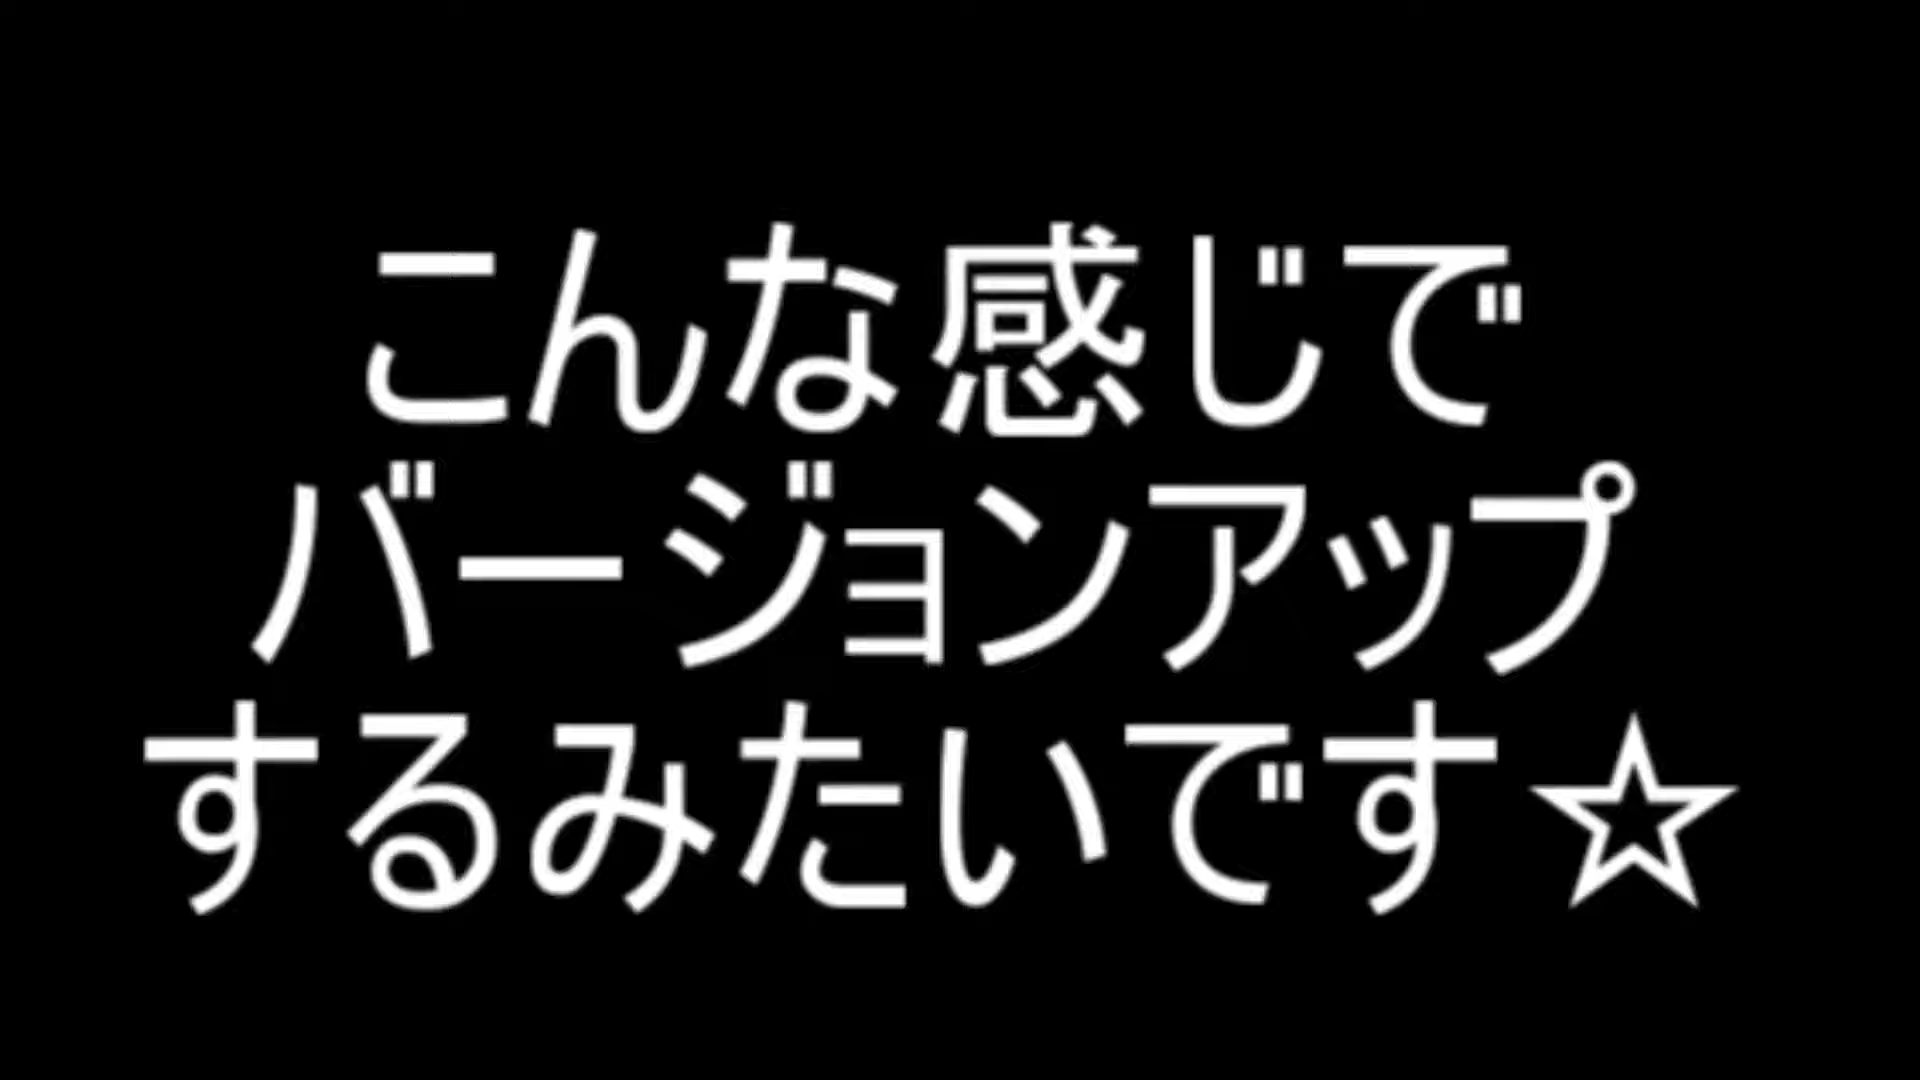 こんな感じで
バージョンアップ
するみたいです☆